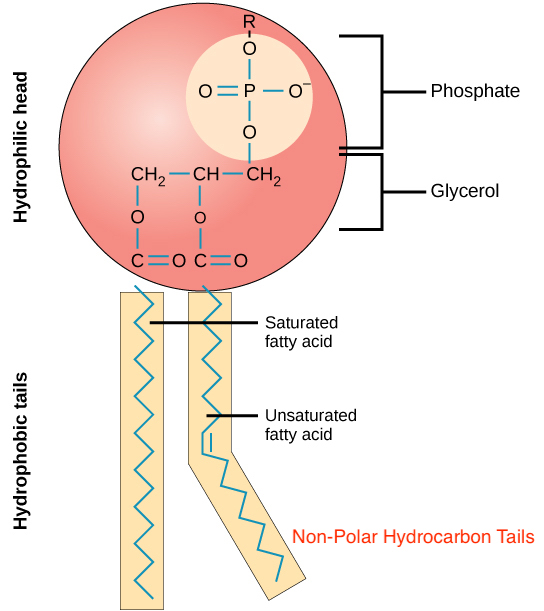 R
O
O P O−
O
Phosphate
Hydrophilic head
CH2 CH CH2
Glycerol
O O
C O C O
Saturated
fatty acid
Hydrophobic tails
Unsaturated
fatty acid
Non-Polar Hydrocarbon Tails